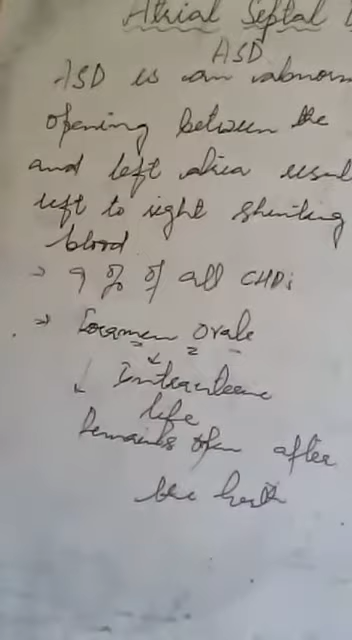 Atrial Septal
ASD
ASD is an abnorm
opening between the
and left atria
left to right shunting
blood
→ 9 % of all CHDs
→ Foramen Ovale
↓ Intrauterine
life
Remains open after
the birth